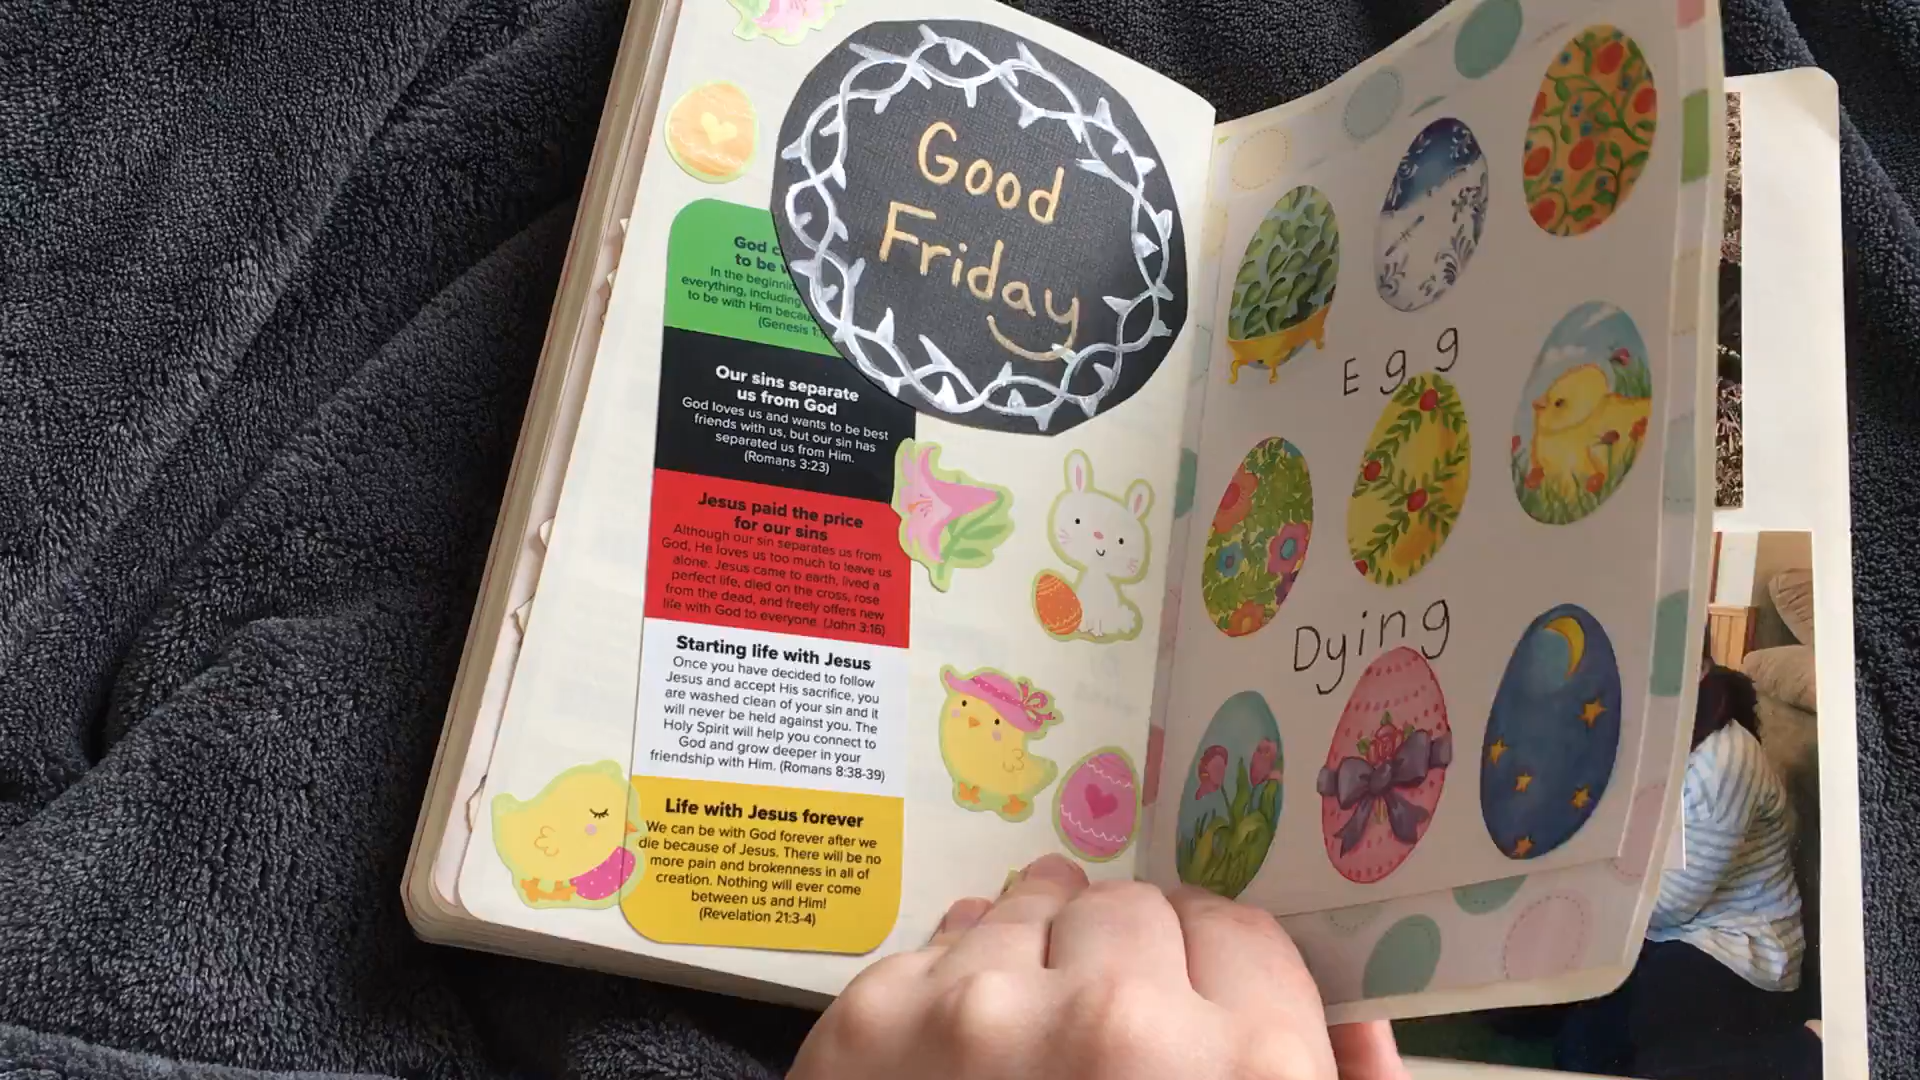 Good
Friday
God
to be
In the beginning
everything, including
to be with Him
(Genesis
Our sins separate
us from God
God loves us and wants to be best
friends with us, but our sin has
separated us from Him.
(Romans 3:23)
Jesus paid the price
for our sins
Although our sin separates us from
God, He loves us too much to leave us
alone. Jesus came to earth, lived a
perfect life, died on the cross, rose
from the dead, and freely offers new
life with God to everyone. (John 3:16)
Starting life with Jesus
Once you have decided to follow
Jesus and accept His sacrifice, you
are washed clean of your sin and it
will never be held against you. The
Holy Spirit will help you connect to
God and grow deeper in your
friendship with Him. (Romans 8:38-39)
Life with Jesus forever
We can be with God forever after we
die because of Jesus. There will be no
more pain and brokenness in all of
creation. Nothing will ever come
between us and Him!
(Revelation 21:3-4)
Egg
Dying